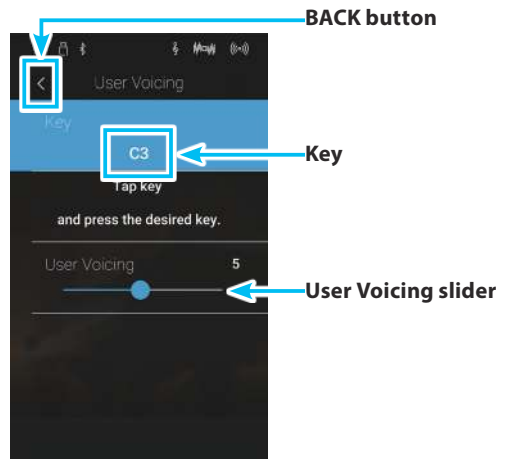 BACK button
User Voicing
Key
C3
Key
Tap key
and press the desired key.
User Voicing 5
User Voicing slider